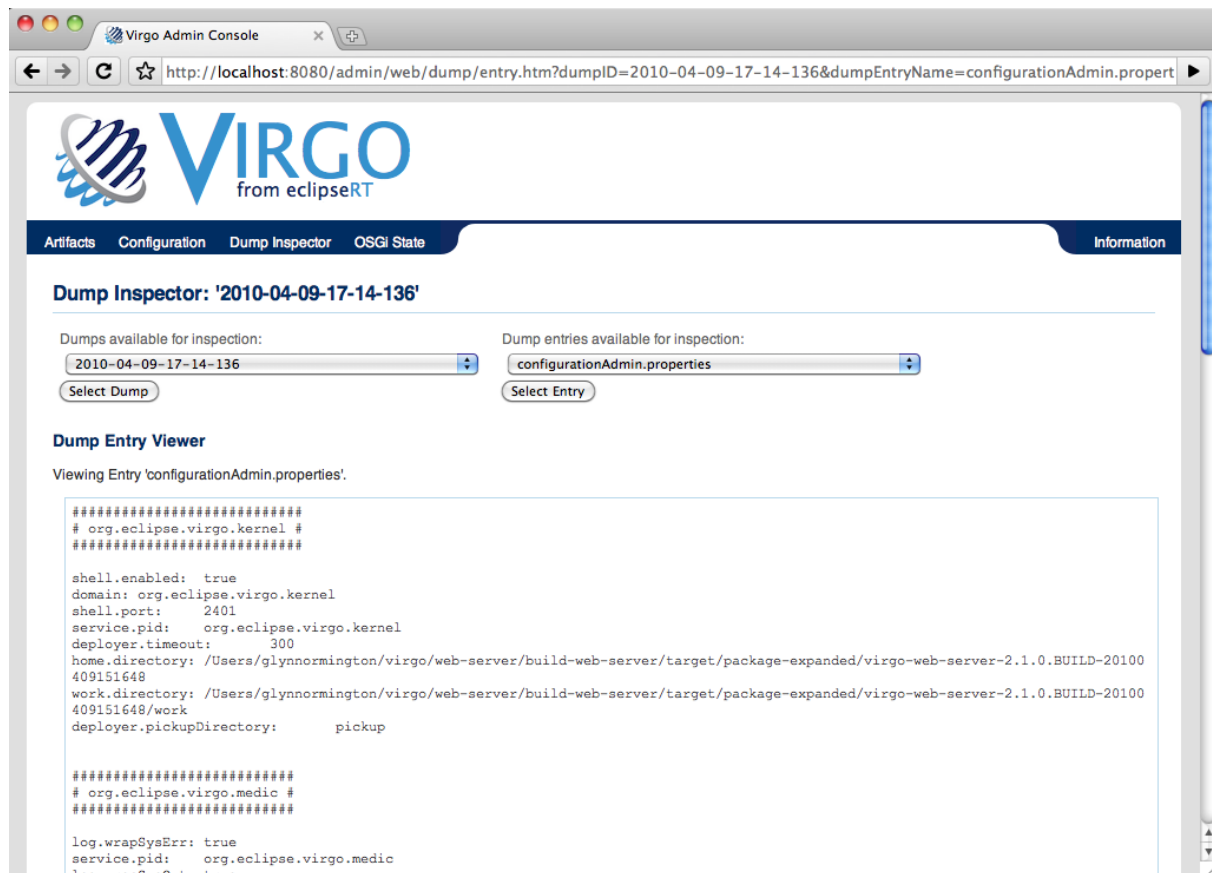 Virgo Admin Console
http://localhost:8080/admin/web/dump/entry.htm?dumpID=2010-04-09-17-14-136&dumpEntryName=configurationAdmin.propert
VIRGO
from eclipseRT
Artifacts Configuration Dump Inspector OSGi State Information
Dump Inspector: '2010-04-09-17-14-136'
Dumps available for inspection: Dump entries available for inspection:
2010-04-09-17-14-136 configurationAdmin.properties
Select Dump Select Entry
Dump Entry Viewer
Viewing Entry 'configurationAdmin.properties'.
############################
# org.eclipse.virgo.kernel #
############################
shell.enabled: true
domain: org.eclipse.virgo.kernel
shell.port: 2401
service.pid: org.eclipse.virgo.kernel
deployer.timeout: 300
home.directory: /Users/glynnormington/virgo/web-server/build-web-server/target/package-expanded/virgo-web-server-2.1.0.BUILD-20100
409151648
work.directory: /Users/glynnormington/virgo/web-server/build-web-server/target/package-expanded/virgo-web-server-2.1.0.BUILD-20100
409151648/work
deployer.pickupDirectory: pickup
###########################
# org.eclipse.virgo.medic #
###########################
log.wrapSysErr: true
service.pid: org.eclipse.virgo.medic